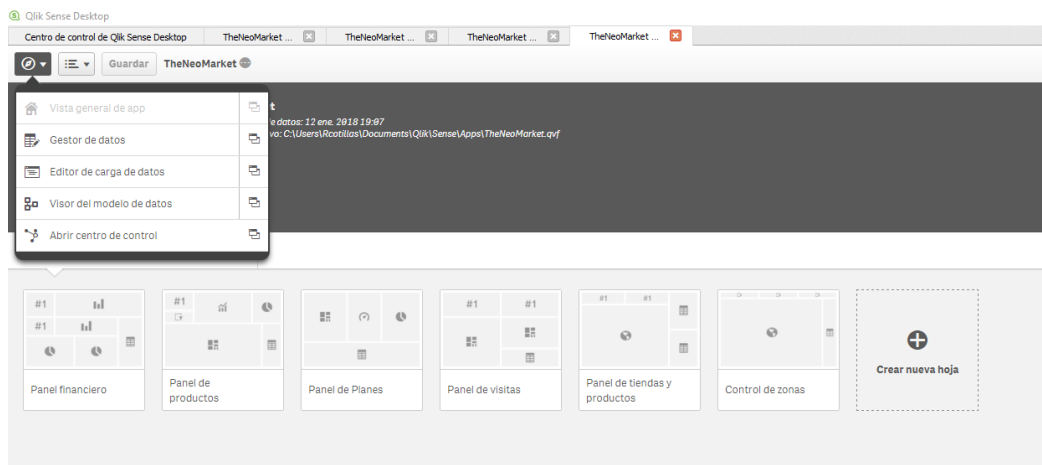 Qlik Sense Desktop
Centro de control de Qlik Sense Desktop TheNeoMarket ... TheNeoMarket ... TheNeoMarket ... TheNeoMarket ...
Guardar TheNeoMarket
Vista general de app
Gestor de datos
Editor de carga de datos
Visor del modelo de datos
Abrir centro de control
t
e datos: 12 ene. 2018 19:07
vo: C:\Users\Rcotillas\Documents\Qlik\Sense\Apps\TheNeoMarket.qvf
#1 #1 #1 #1 #1 #1
#1
Panel financiero
Panel de
productos
Panel de Planes
Panel de visitas
Panel de tiendas y
productos
Control de zonas
Crear nueva hoja